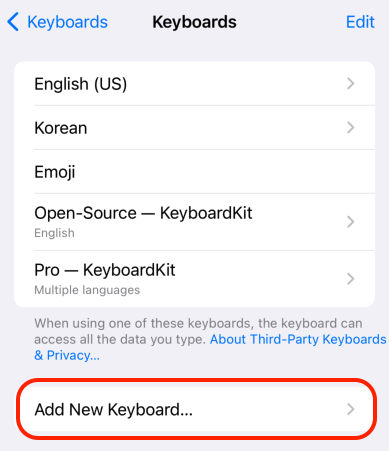 Keyboards Keyboards Edit
English (US)
Korean
Emoji
Open-Source — KeyboardKit
English
Pro — KeyboardKit
Multiple languages
When using one of these keyboards, the keyboard can
access all the data you type. About Third-Party Keyboards
& Privacy...
Add New Keyboard...